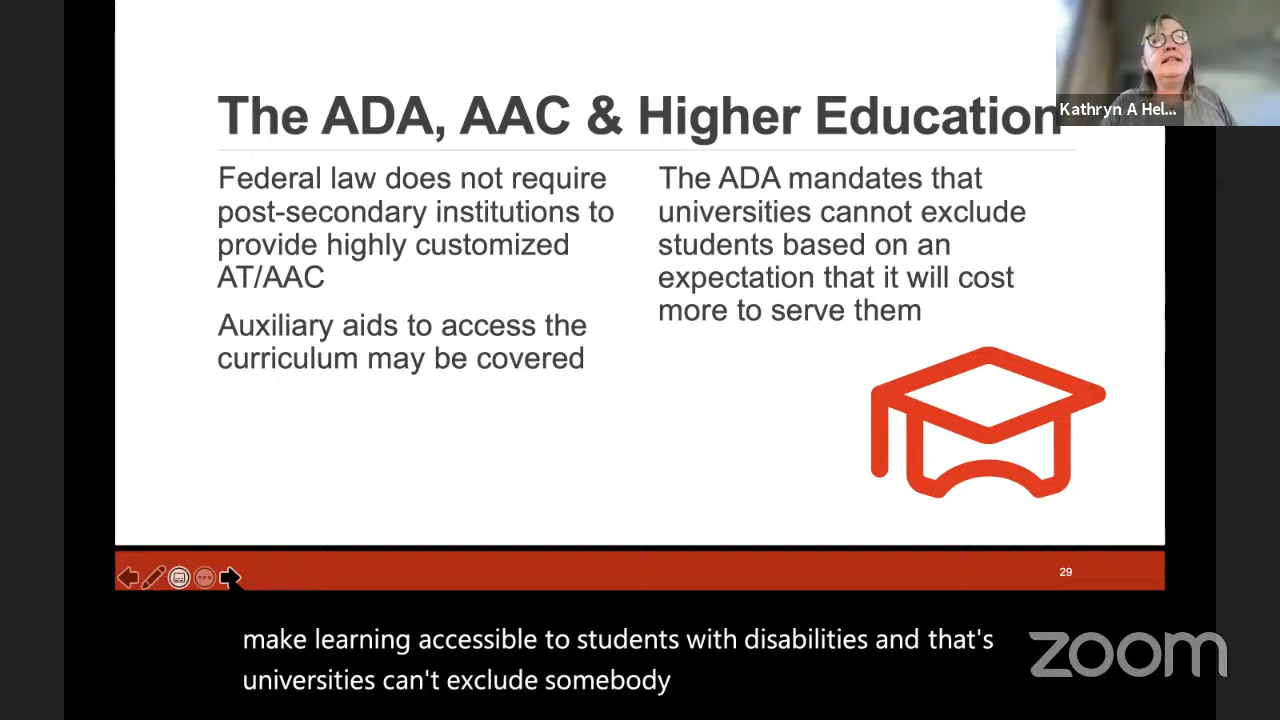 The ADA, AAC & Higher Education
Kathryn A Hel...
Federal law does not require
post-secondary institutions to
provide highly customized
AT/AAC
Auxiliary aids to access the
curriculum may be covered
The ADA mandates that
universities cannot exclude
students based on an
expectation that it will cost
more to serve them
29
make learning accessible to students with disabilities and that's
universities can't exclude somebody
zoom